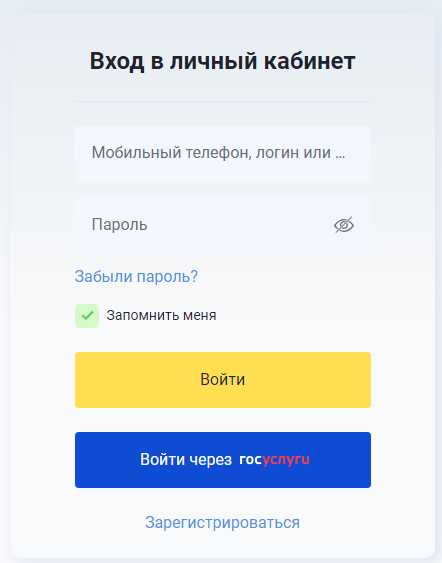 Вход в личный кабинет
Мобильный телефон, логин или ...
Пароль
Забыли пароль?
Запомнить меня
Войти
Войти через госуслуги
Зарегистрироваться